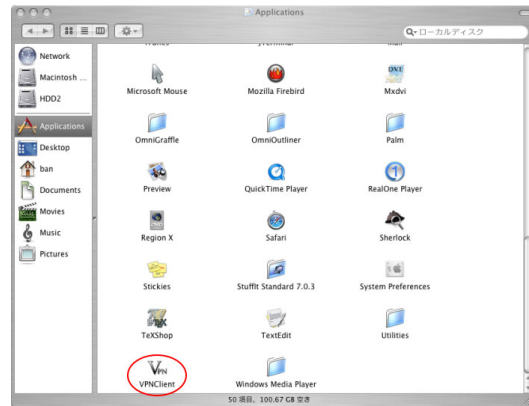 Applications
ローカルディスク
Network
Macintosh ...
HDD2
Applications
Desktop
ban
Documents
Movies
Music
Pictures
Microsoft Mouse
Mozilla Firebird
Mxdvi
OmniGraffle
OmniOutliner
Palm
Preview
QuickTime Player
RealOne Player
Region X
Safari
Sherlock
Stickies
StuffIt Standard 7.0.3
System Preferences
TeXShop
TextEdit
Utilities
VPNClient
Windows Media Player
50 項目、100.67 GB 空き